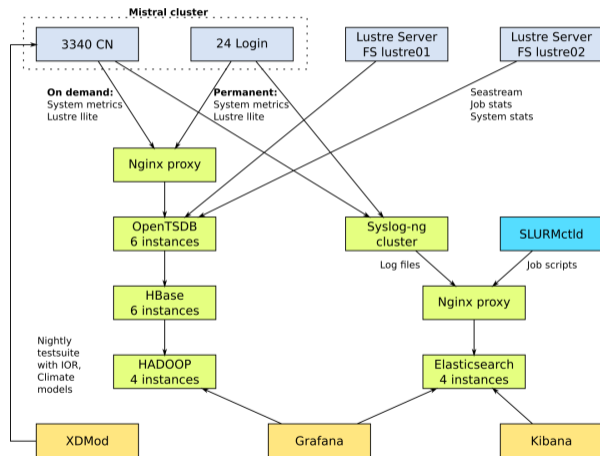 Mistral cluster
3340 CN
24 Login
Lustre Server
FS lustre01
Lustre Server
FS lustre02
On demand:
System metrics
Lustre llite
Permanent:
System metrics
Lustre llite
Seastream
Job stats
System stats
Nginx proxy
OpenTSDB
6 instances
Syslog-ng
cluster
SLURMctld
Log files
Job scripts
HBase
6 instances
Nginx proxy
Nightly
testsuite
with IOR,
Climate
models
HADOOP
4 instances
Elasticsearch
4 instances
XDMod
Grafana
Kibana